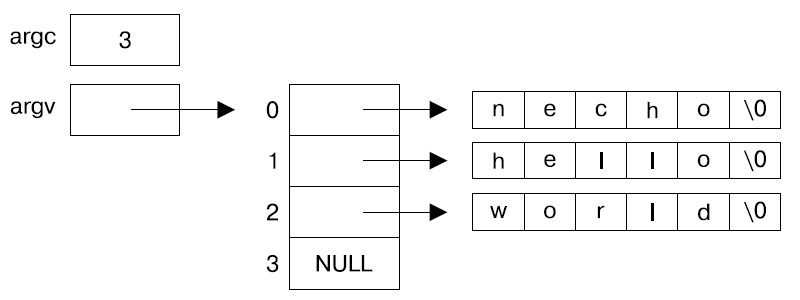 argc 3
argv 0 n e c h o \0
1 h e l l o \0
2 w o r l d \0
3 NULL